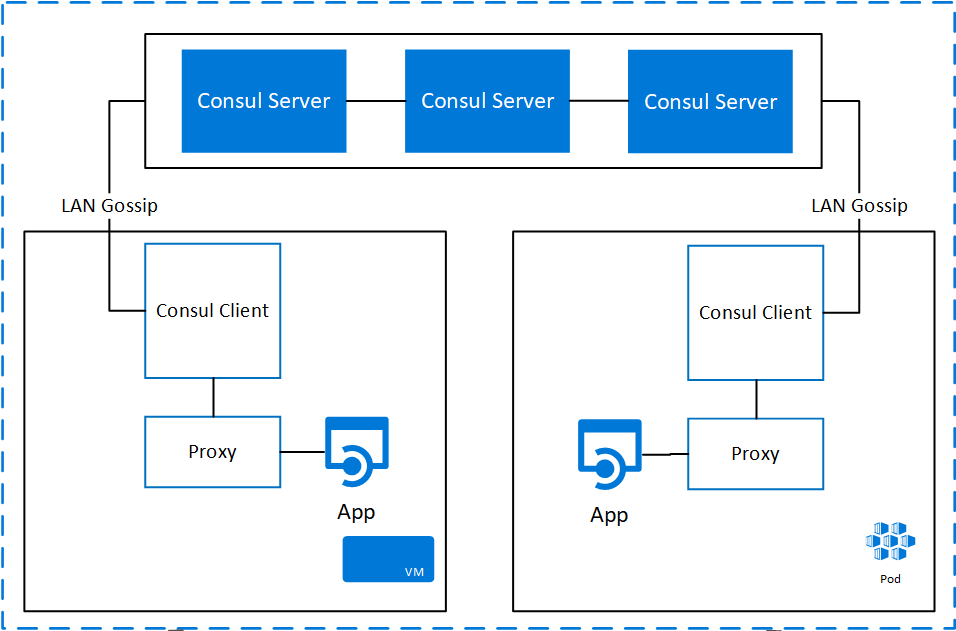 Consul Server
Consul Server
Consul Server
LAN Gossip
LAN Gossip
Consul Client
Consul Client
Proxy
Proxy
App
App
VM
Pod